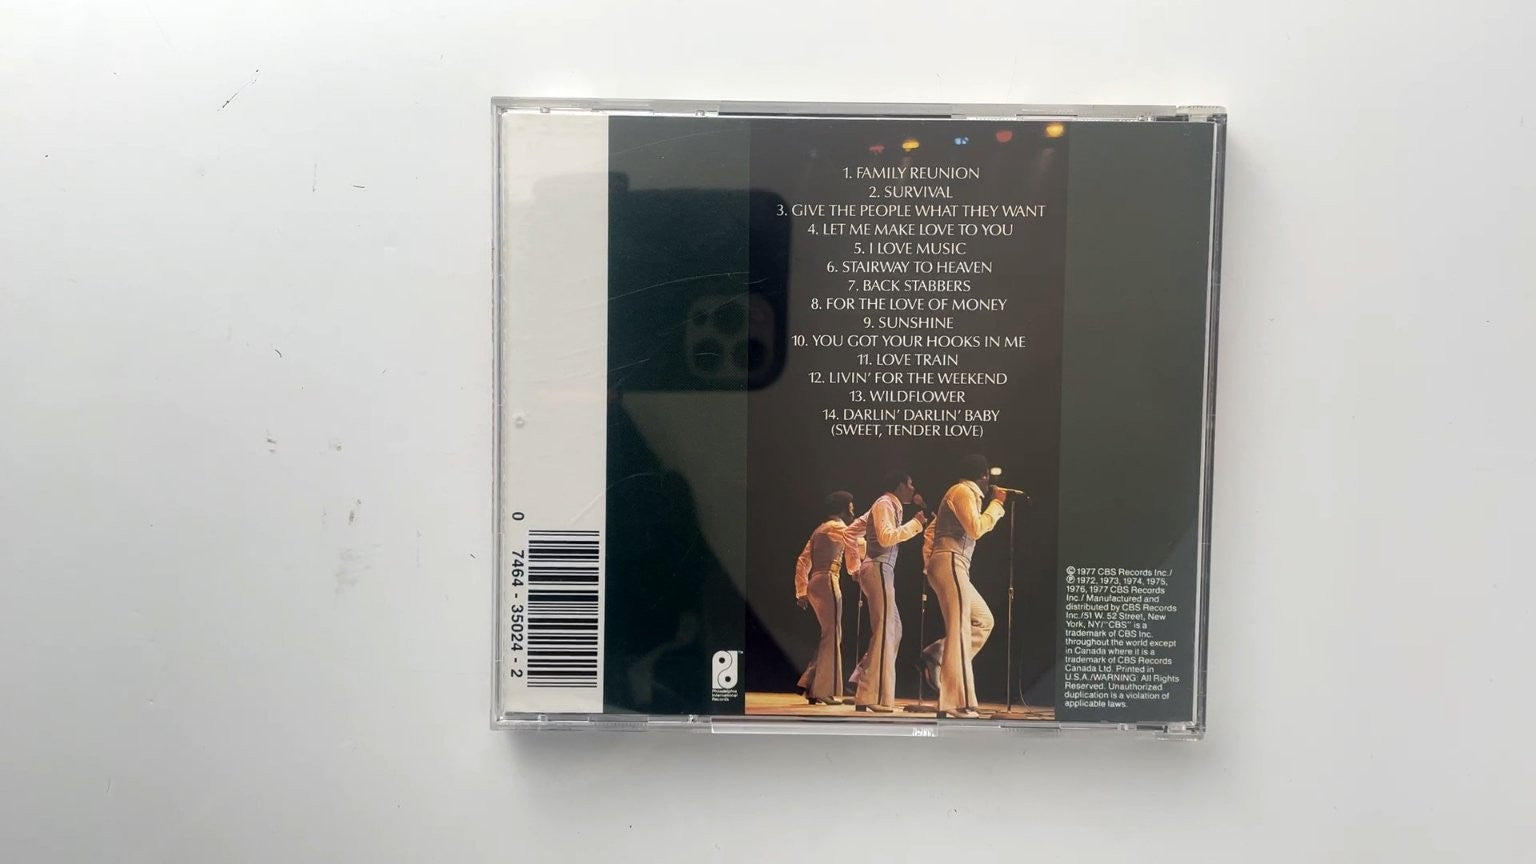 1. FAMILY REUNION
2. SURVIVAL
3. GIVE THE PEOPLE WHAT THEY WANT
4. LET ME MAKE LOVE TO YOU
5. I LOVE MUSIC
6. STAIRWAY TO HEAVEN
7. BACK STABBERS
8. FOR THE LOVE OF MONEY
9. SUNSHINE
10. YOU GOT YOUR HOOKS IN ME
11. LOVE TRAIN
12. LIVIN' FOR THE WEEKEND
13. WILDFLOWER
14. DARLIN' DARLIN' BABY
(SWEET, TENDER LOVE)
0 7464-35024-2
Philadelphia
International
Records
© 1977 CBS Records Inc./
℗ 1972, 1973, 1974, 1975,
1976, 1977 CBS Records
Inc./ Manufactured and
distributed by CBS Records
Inc./51 W. 52 Street, New
York, NY/"CBS" is a
trademark of CBS Inc.
throughout the world except
in Canada where it is a
trademark of CBS Records
Canada Ltd. Printed in
U.S.A./WARNING: All Rights
Reserved. Unauthorized
duplication is a violation of
applicable laws.